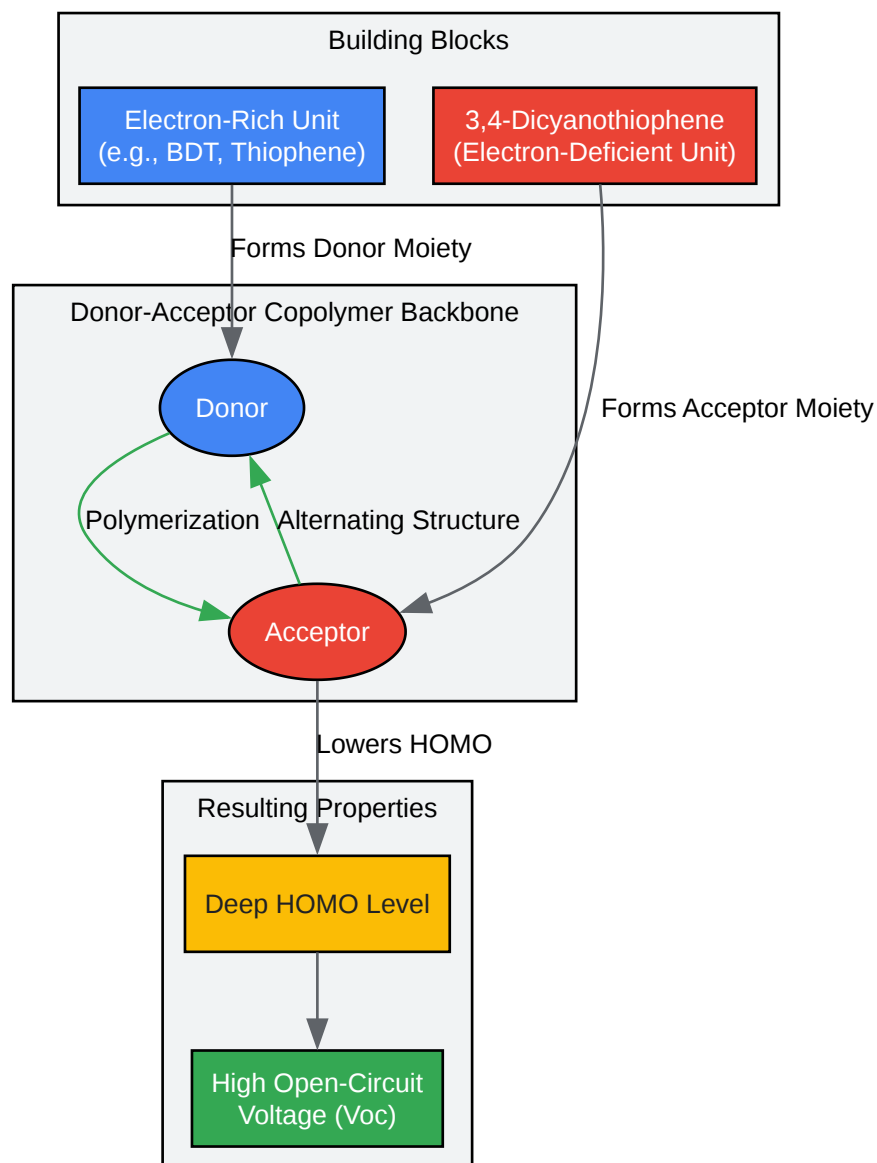 Building Blocks
Electron-Rich Unit
(e.g., BDT, Thiophene)
3,4-Dicyanothiophene
(Electron-Deficient Unit)
Forms Donor Moiety
Donor-Acceptor Copolymer Backbone
Donor
Forms Acceptor Moiety
Polymerization
Alternating Structure
Acceptor
Lowers HOMO
Resulting Properties
Deep HOMO Level
High Open-Circuit
Voltage (Voc)